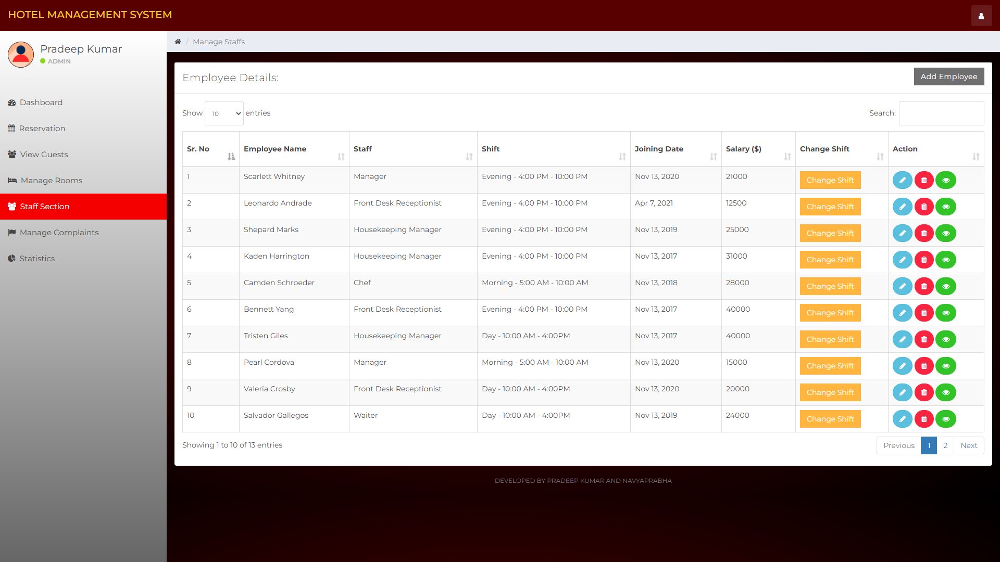 HOTEL MANAGEMENT SYSTEM
Pradeep Kumar
ADMIN
Dashboard
Reservation
View Guests
Manage Rooms
Staff Section
Manage Complaints
Statistics
/ Manage Staffs
Employee Details:
Add Employee
Show 10 entries
Search:
Sr. No Employee Name Staff Shift Joining Date Salary ($) Change Shift Action
1 Scarlett Whitney Manager Evening - 4:00 PM - 10:00 PM Nov 13, 2020 21000 Change Shift
2 Leonardo Andrade Front Desk Receptionist Evening - 4:00 PM - 10:00 PM Apr 7, 2021 12500 Change Shift
3 Shepard Marks Housekeeping Manager Evening - 4:00 PM - 10:00 PM Nov 13, 2019 25000 Change Shift
4 Kaden Harrington Housekeeping Manager Evening - 4:00 PM - 10:00 PM Nov 13, 2017 31000 Change Shift
5 Camden Schroeder Chef Morning - 5:00 AM - 10:00 AM Nov 13, 2018 28000 Change Shift
6 Bennett Yang Front Desk Receptionist Evening - 4:00 PM - 10:00 PM Nov 13, 2017 40000 Change Shift
7 Tristen Giles Housekeeping Manager Day - 10:00 AM - 4:00PM Nov 13, 2017 40000 Change Shift
8 Pearl Cordova Manager Morning - 5:00 AM - 10:00 AM Nov 13, 2020 15000 Change Shift
9 Valeria Crosby Front Desk Receptionist Day - 10:00 AM - 4:00PM Nov 13, 2020 20000 Change Shift
10 Salvador Gallegos Waiter Day - 10:00 AM - 4:00PM Nov 13, 2019 24000 Change Shift
Showing 1 to 10 of 13 entries
Previous 1 2 Next
DEVELOPED BY PRADEEP KUMAR AND NAVYAPRABHA